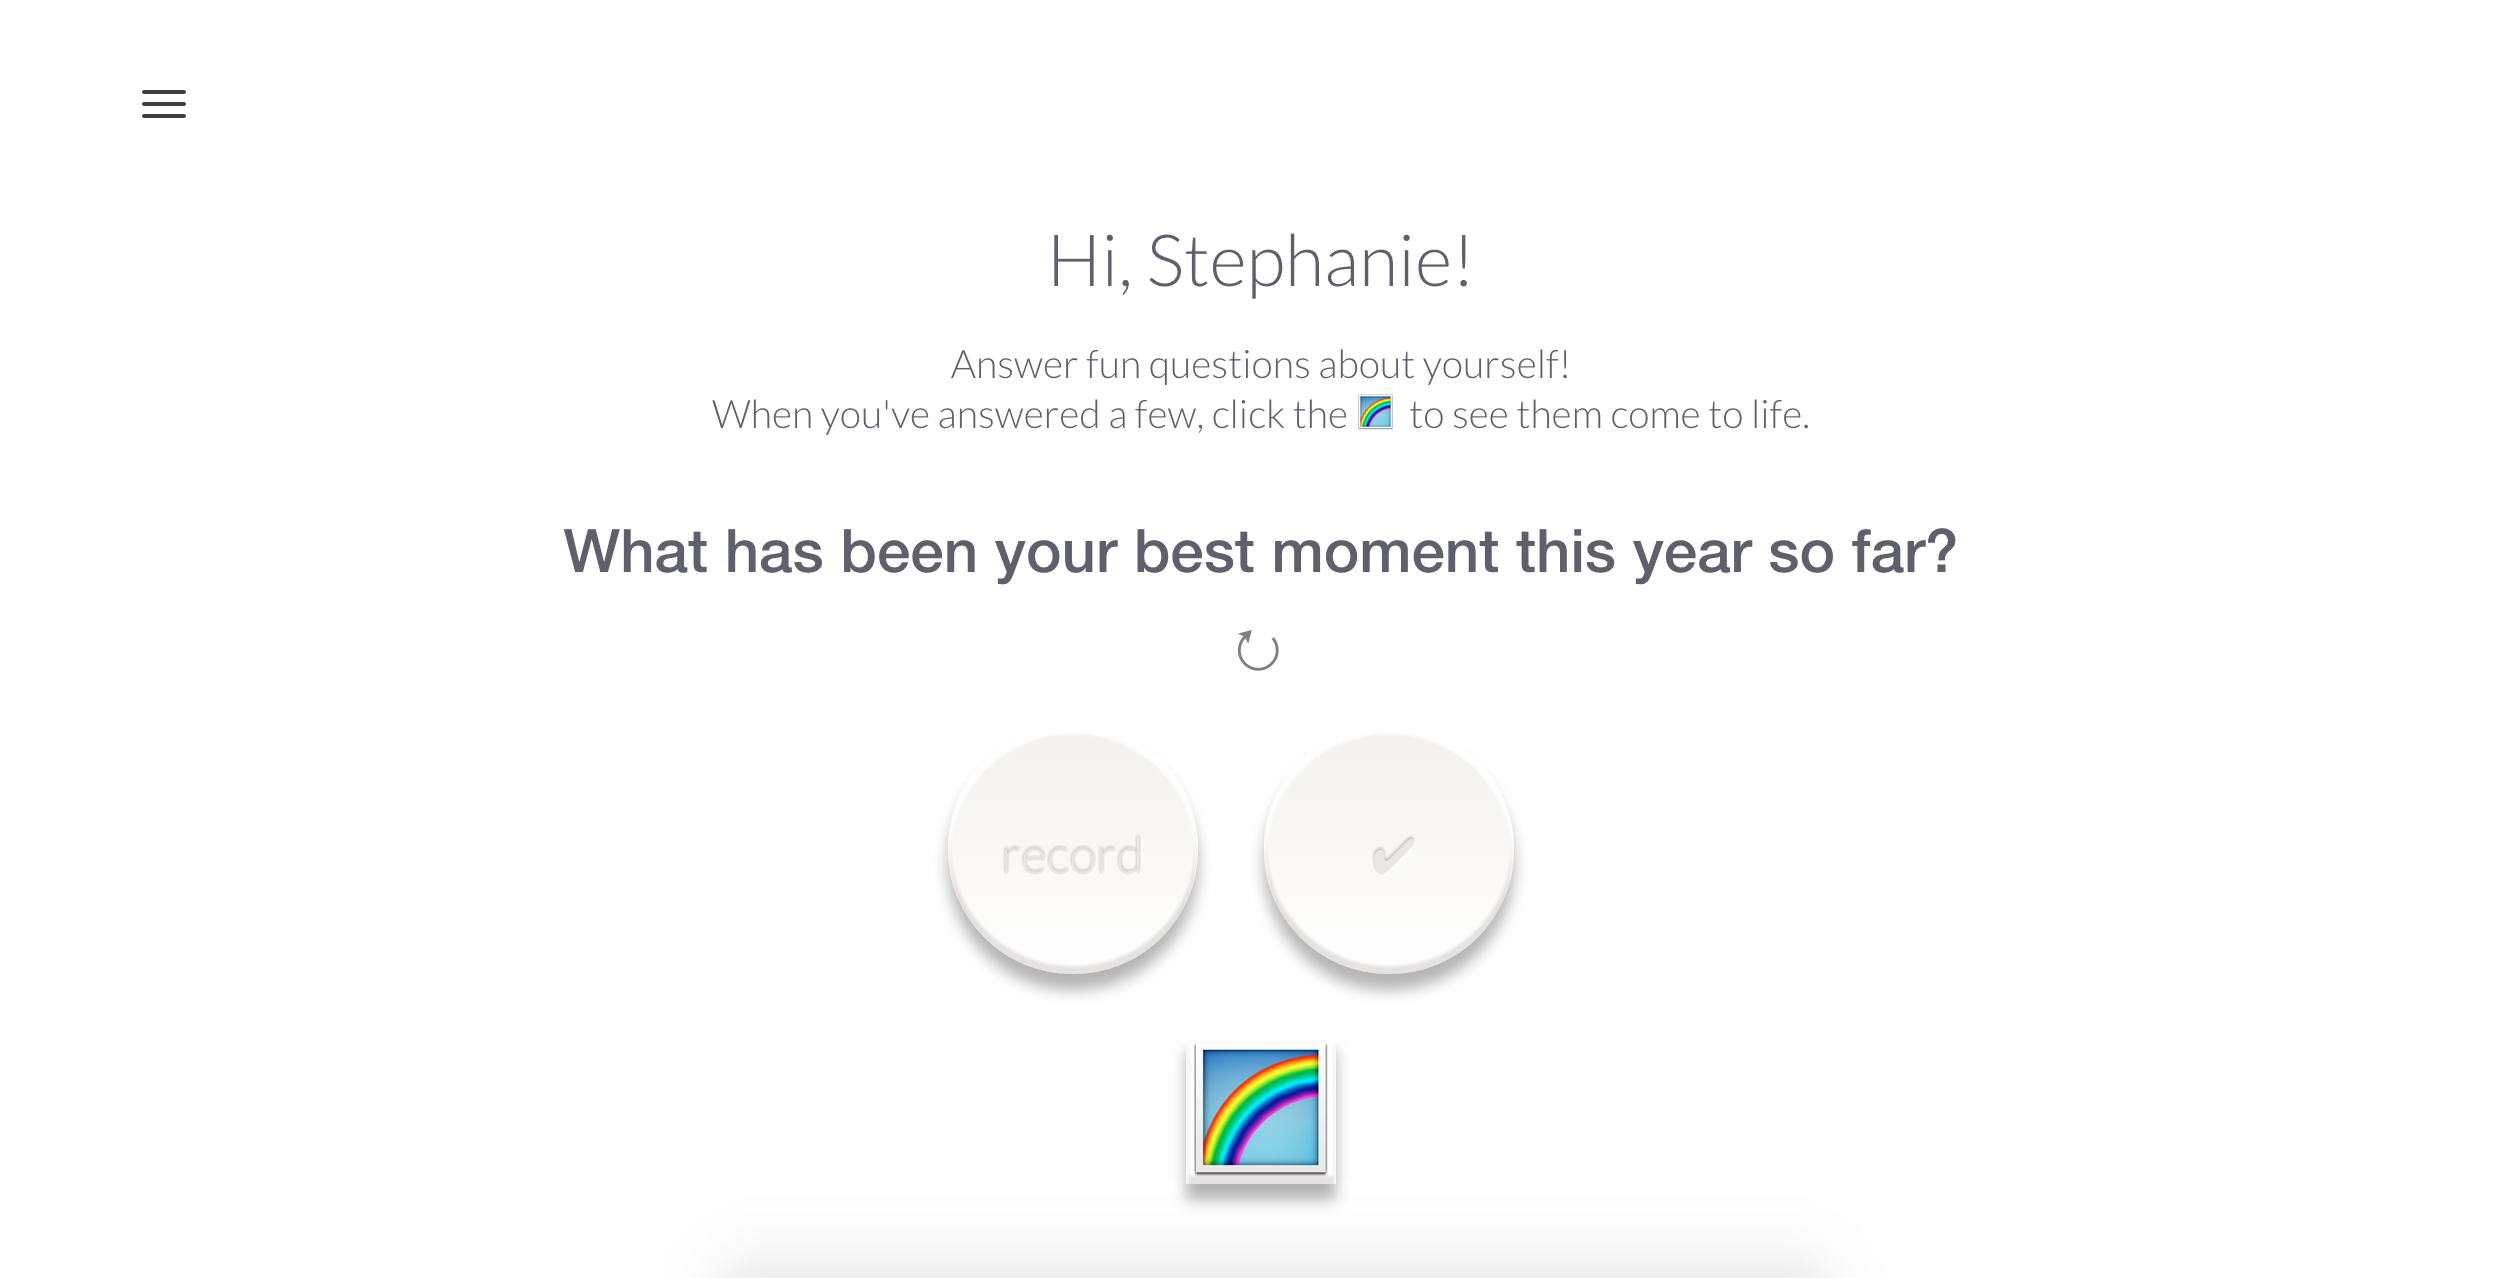 Hi, Stephanie!
Answer fun questions about yourself!
When you've answered a few, click the 🌈 to see them come to life.
What has been your best moment this year so far?
record
✔